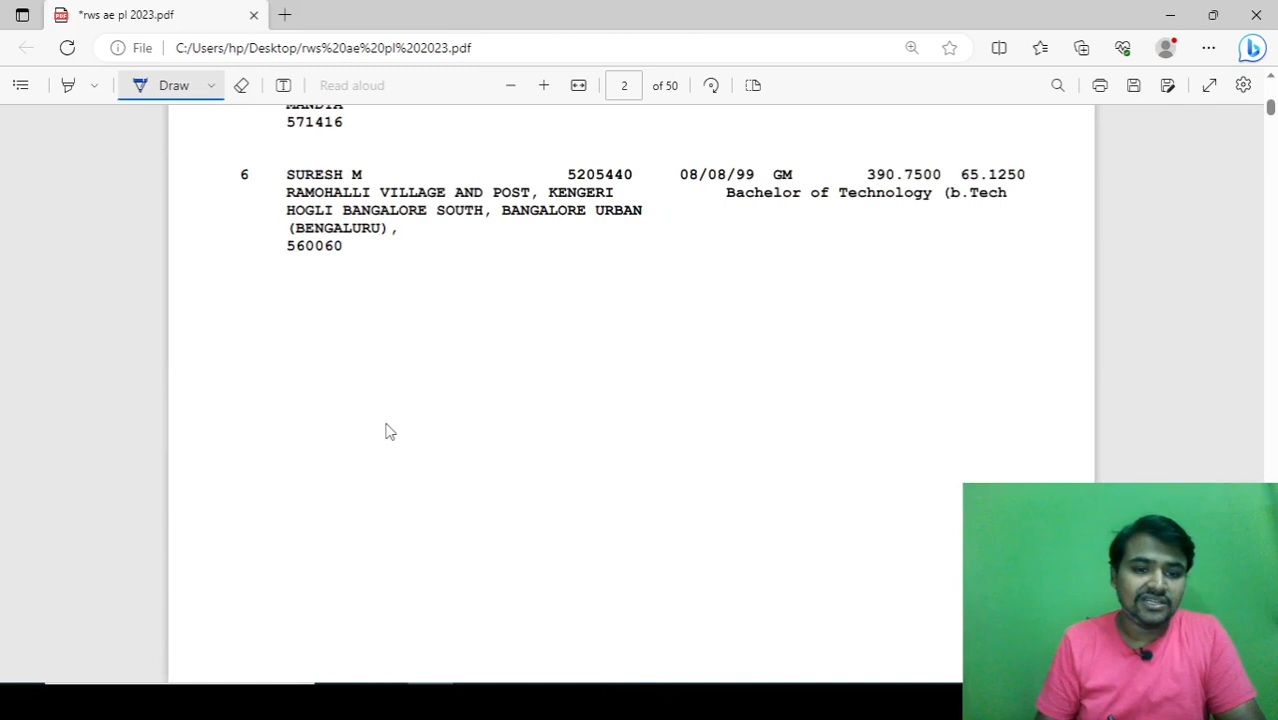 *rws ae pl 2023.pdf
File C:/Users/hp/Desktop/rws%20ae%20pl%202023.pdf
Draw Read aloud 2 of 50
MANDYA
571416
6 SURESH M 5205440 08/08/99 GM 390.7500 65.1250
RAMOHALLI VILLAGE AND POST, KENGERI Bachelor of Technology (b.Tech
HOGLI BANGALORE SOUTH, BANGALORE URBAN
(BENGALURU),
560060